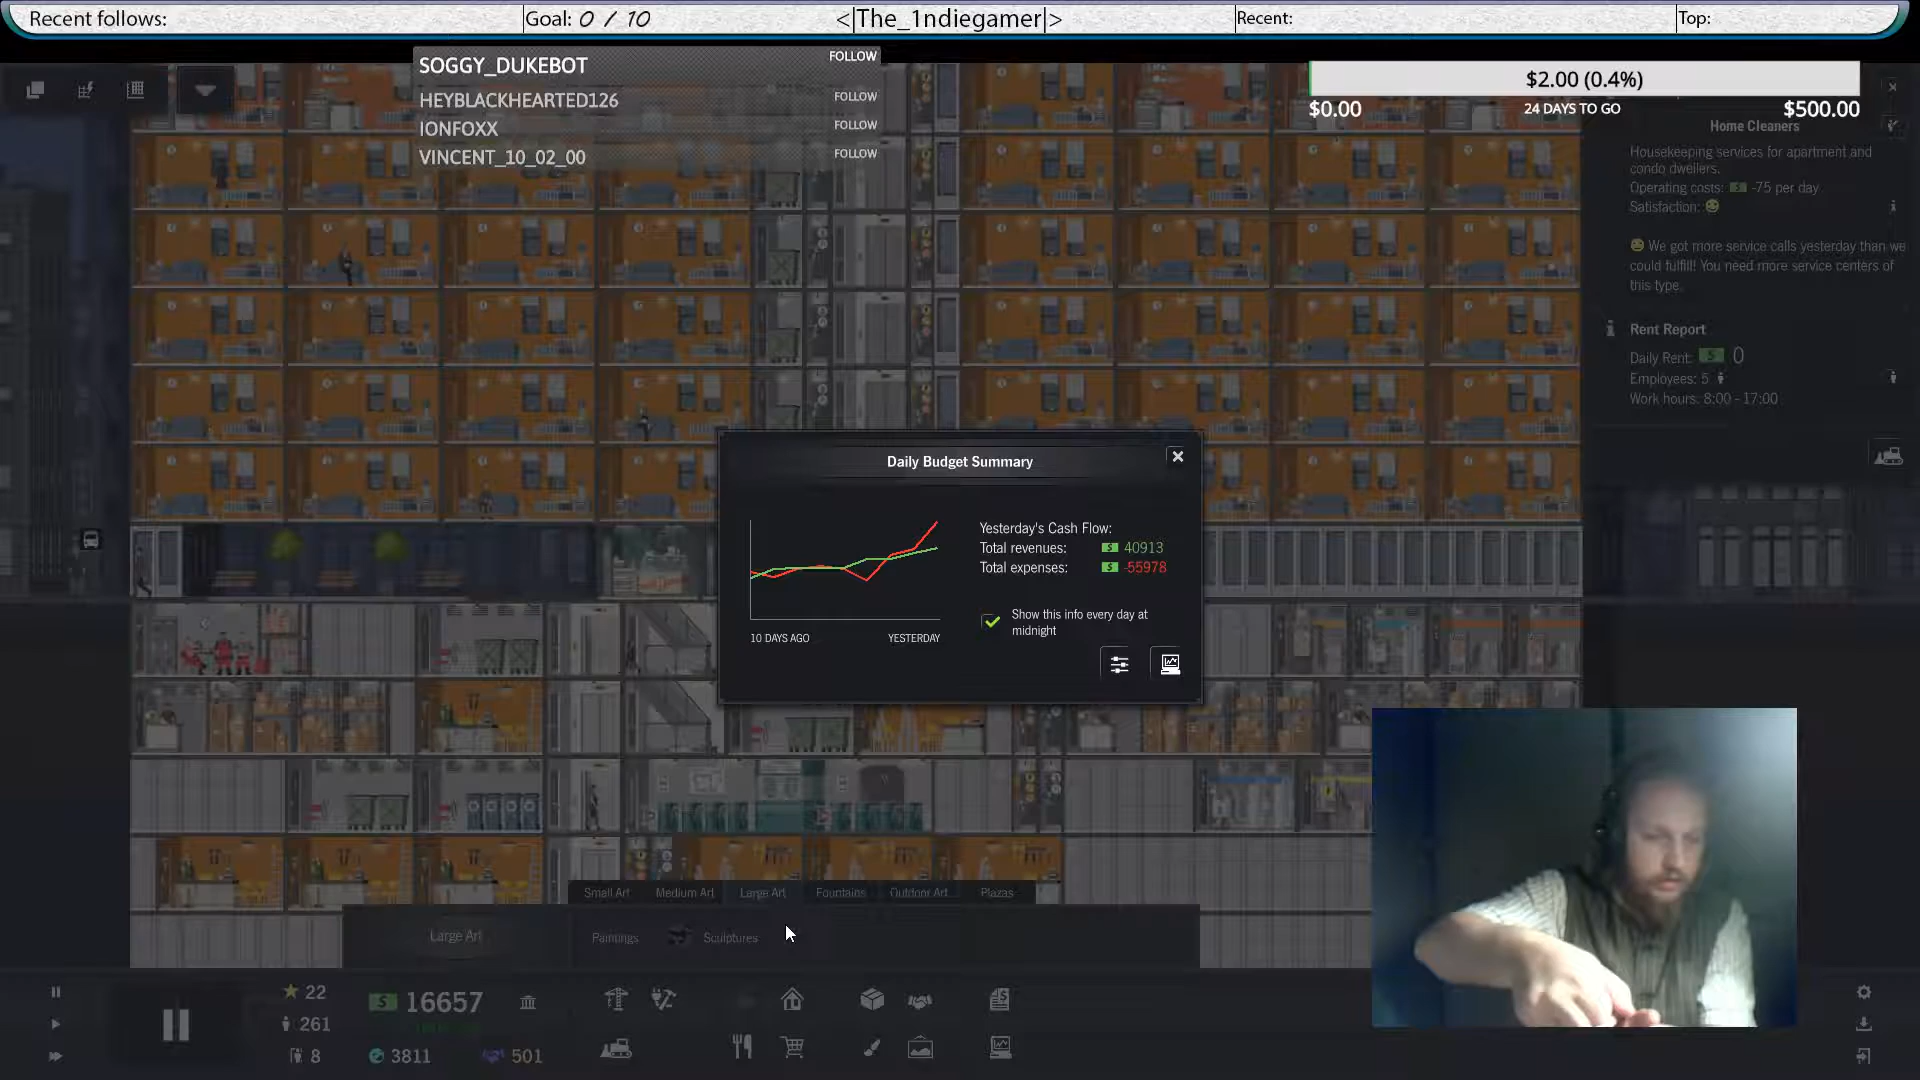 Recent follows:
Goal: 0 / 10
<|The_1ndiegamer|>
Recent:
Top:
SOGGY_DUKEBOT FOLLOW
HEYBLACKHEARTED126 FOLLOW
IONFOXX FOLLOW
VINCENT_10_02_00 FOLLOW
$2.00 (0.4%)
$0.00 24 DAYS TO GO $500.00
Home Cleaners
Housekeeping services for apartment and
condo dwellers.
Operating costs: -75 per day
Satisfaction:
We got more service calls yesterday than we
could fulfill! You need more service centers of
this type.
Rent Report
Daily Rent: 0
Employees: 5
Work hours: 8:00 - 17:00
Daily Budget Summary
Yesterday's Cash Flow:
Total revenues: 40913
Total expenses: -55978
Show this info every day at
midnight
10 DAYS AGO YESTERDAY
Small Art Medium Art Large Art Fountains Outdoor Art Plazas
Large Art Paintings Sculptures
22 16657
261
8 3811 501